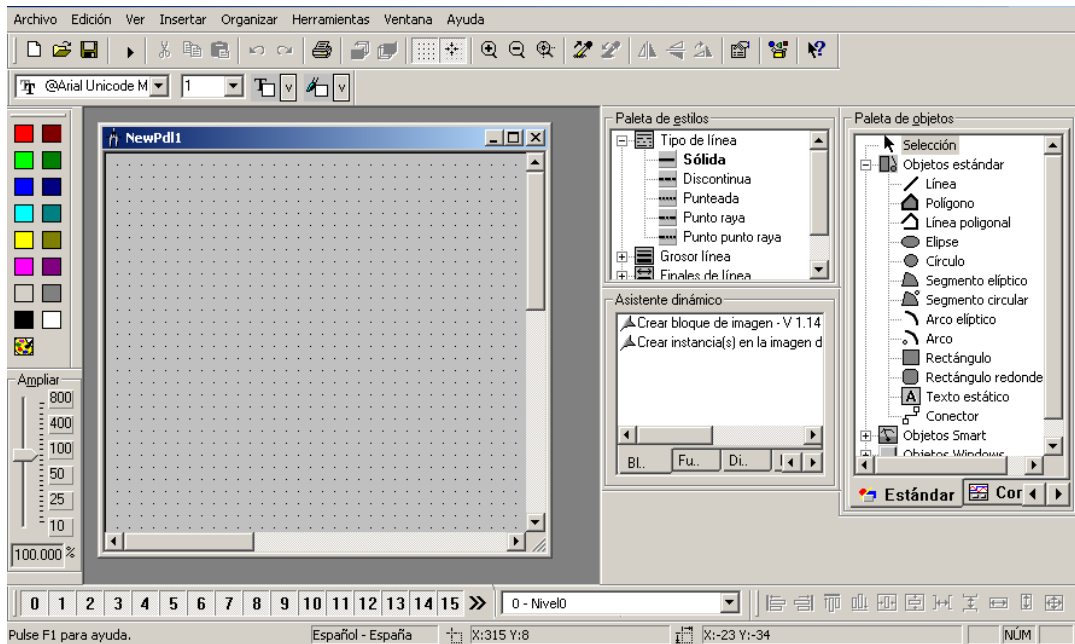 Archivo Edición Ver Insertar Organizar Herramientas Ventana Ayuda
@Arial Unicode M 1
NewPdl1
Ampliar
800
400
100
50
25
10
100.000 %
Paleta de estilos
Tipo de línea
Sólida
Discontinua
Punteada
Punto raya
Punto punto raya
Grosor línea
Finales de línea
Asistente dinámico
Crear bloque de imagen - V 1.14
Crear instancia(s) en la imagen d
Bl.. Fu.. Di..
Paleta de objetos
Selección
Objetos estándar
Línea
Polígono
Línea poligonal
Elipse
Círculo
Segmento elíptico
Segmento circular
Arco elíptico
Arco
Rectángulo
Rectángulo redonde
A Texto estático
Conector
Objetos Smart
Objetos Windows
Estándar Cor
0 1 2 3 4 5 6 7 8 9 10 11 12 13 14 15 0 - Nivel0
Pulse F1 para ayuda. Español - España X:315 Y:8 X:-23 Y:-34 NÚM